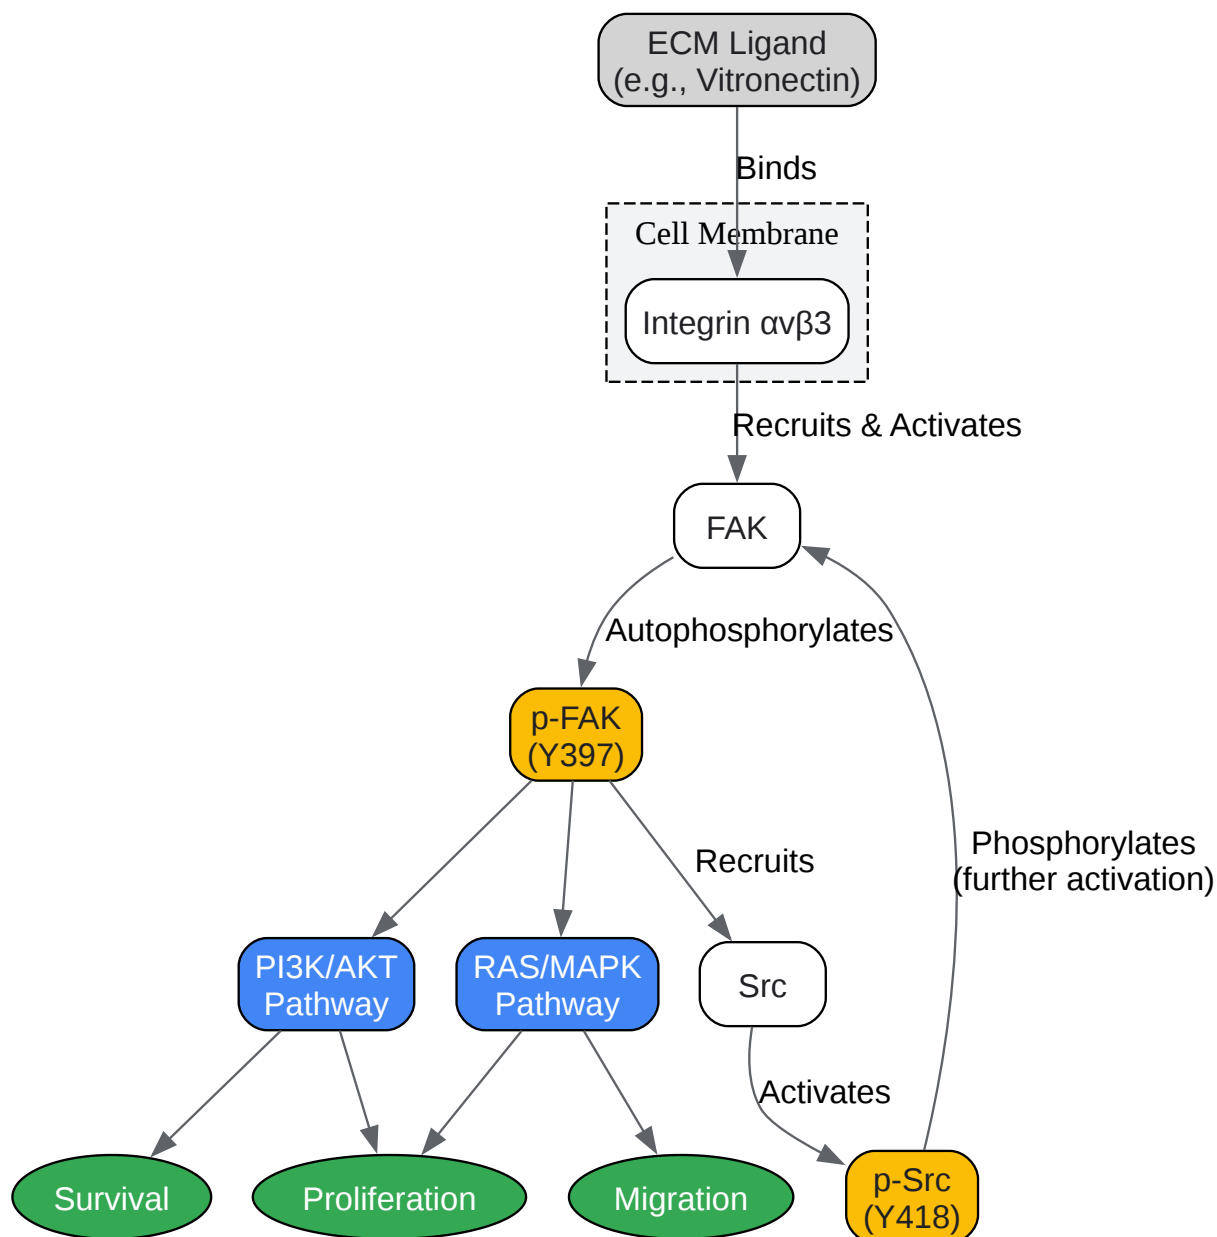 ECM Ligand
(e.g., Vitronectin)
Binds
Cell Membrane
Integrin αvβ3
Recruits & Activates
FAK
Autophosphorylates
p-FAK
(Y397)
Recruits
Phosphorylates
(further activation)
PI3K/AKT
Pathway
RAS/MAPK
Pathway
Src
Activates
Survival
Proliferation
Migration
p-Src
(Y418)